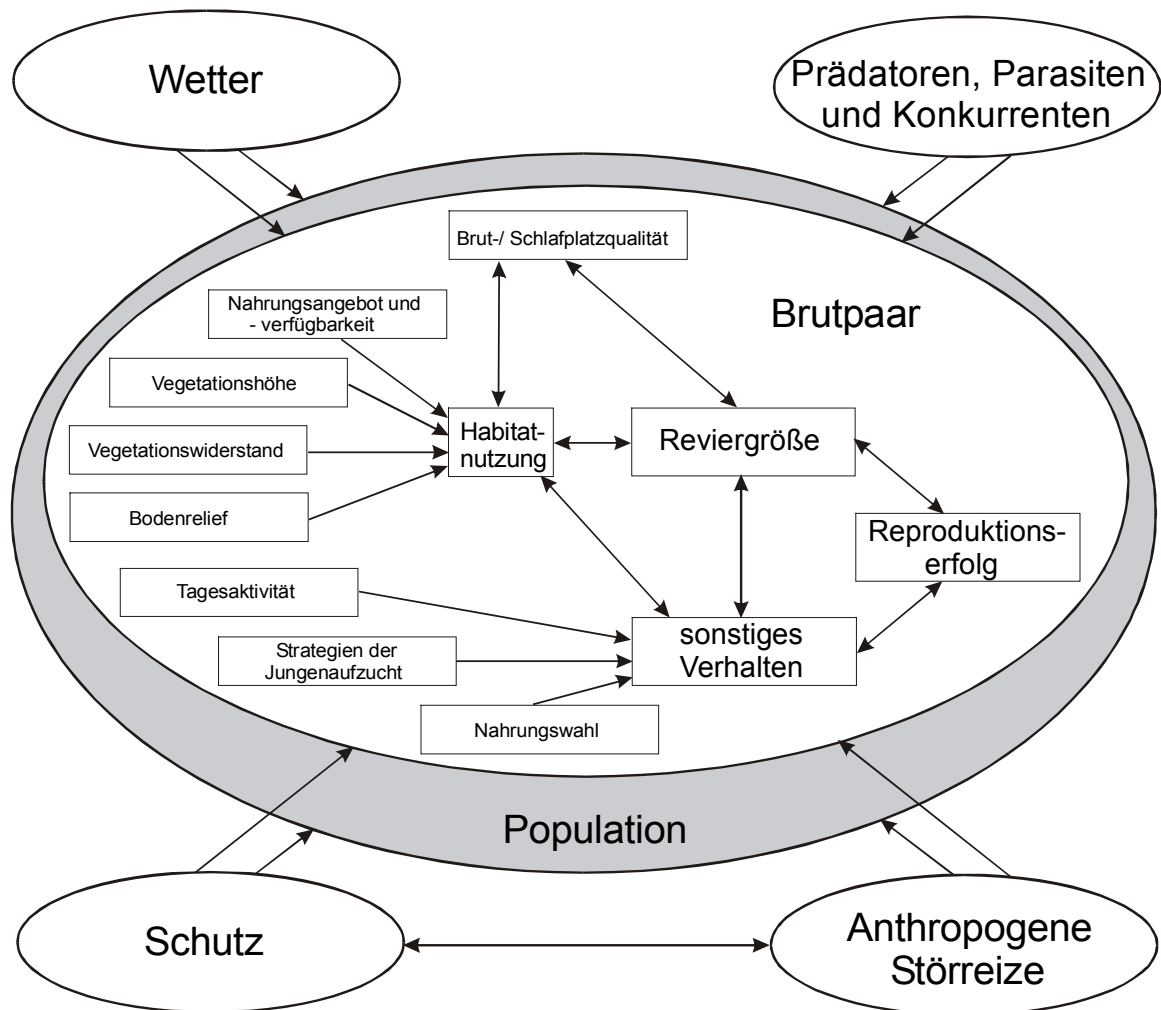 Wetter
Prädatoren, Parasiten
und Konkurrenten
Brut-/ Schlafplatzqualität
Brutpaar
Nahrungsangebot und
- verfügbarkeit
Vegetationshöhe
Habitat-
nutzung
Reviergröße
Vegetationswiderstand
Bodenrelief
Reproduktions-
erfolg
Tagesaktivität
sonstiges
Verhalten
Strategien der
Jungenaufzucht
Nahrungswahl
Population
Schutz
Anthropogene
Störreize